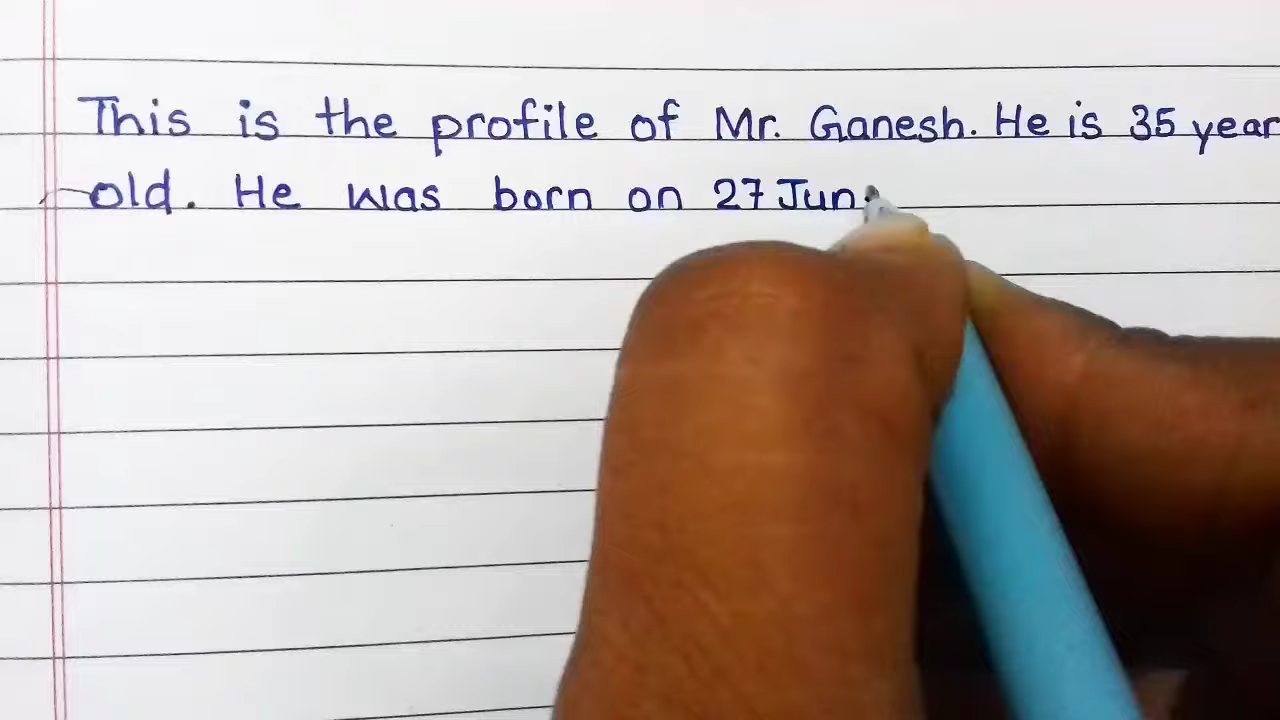 This is the profile of Mr. Ganesh. He is 35 year
old. He was born on 27 Jun